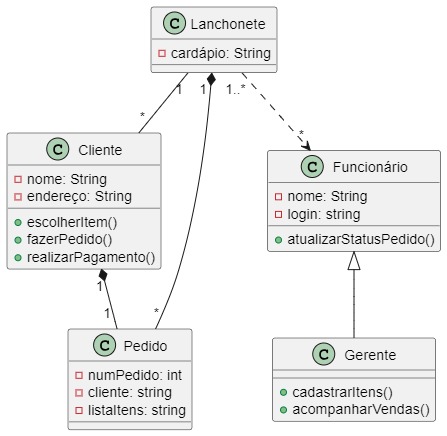 C Lanchonete
cardápio: String
1 1 1..*
* *
C Cliente
nome: String
endereço: String
escolherItem()
fazerPedido()
realizarPagamento()
C Funcionário
nome: String
login: string
atualizarStatusPedido()
1
1 *
C Pedido
numPedido: int
cliente: string
listaItens: string
C Gerente
cadastrarItens()
acompanharVendas()